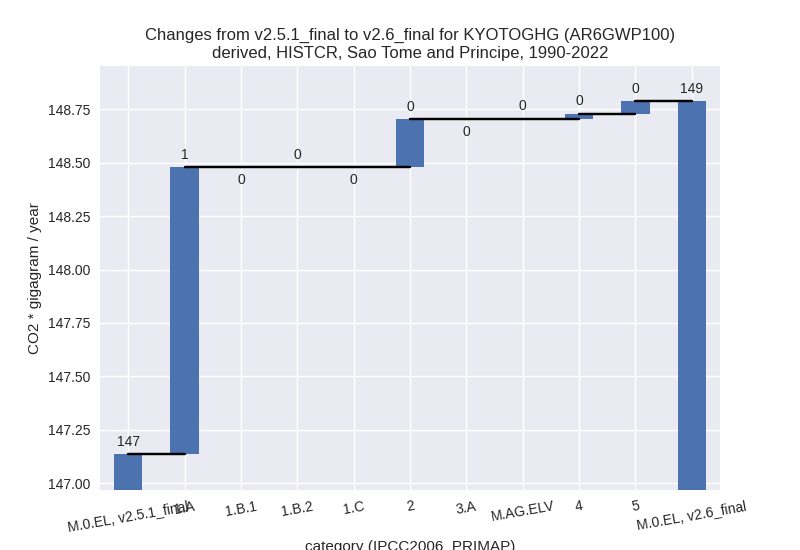 Changes from v2.5.1_final to v2.6_final for KYOTOGHG (AR6GWP100)
derived, HISTCR, Sao Tome and Principe, 1990-2022
CO2 * gigagram / year
148.75
148.50
148.25
148.00
147.75
147.50
147.25
147.00
147
1
0
0
0
0
0
0
0
0
149
M.0.EL, v2.5.1_final
1.A
1.B.1
1.B.2
1.C
2
3.A
M.AG.ELV
4
5
M.0.EL, v2.6_final
category (IPCC2006_PRIMAP)